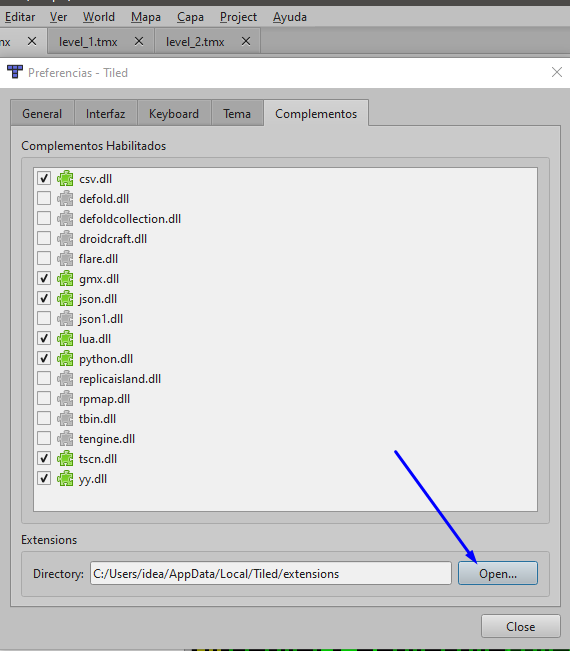 Editar Ver World Mapa Capa Project Ayuda
mx level_1.tmx level_2.tmx
Preferencias - Tiled
General Interfaz Keyboard Tema Complementos
Complementos Habilitados
csv.dll
defold.dll
defoldcollection.dll
droidcraft.dll
flare.dll
gmx.dll
json.dll
json1.dll
lua.dll
python.dll
replicaisland.dll
rpmap.dll
tbin.dll
tengine.dll
tscn.dll
yy.dll
Extensions
Directory: C:/Users/idea/AppData/Local/Tiled/extensions Open...
Close